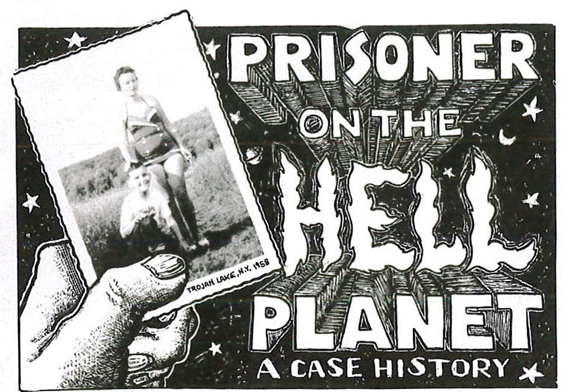 PRISONER
ON THE
HELL
PLANET
A CASE HISTORY
TROJAN LAKE, N.Y. 1958